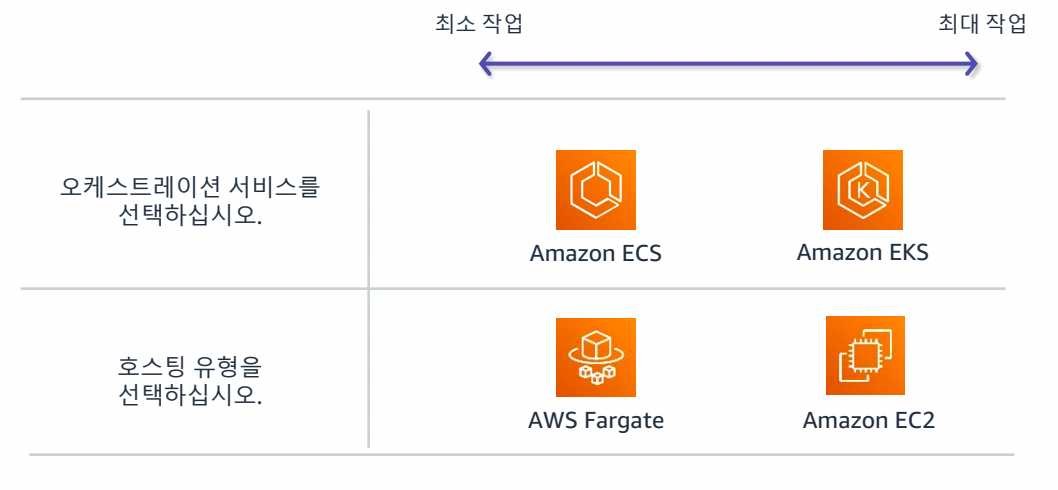 최소 작업
최대 작업
오케스트레이션 서비스를
선택하십시오.
Amazon ECS
Amazon EKS
호스팅 유형을
선택하십시오.
AWS Fargate
Amazon EC2